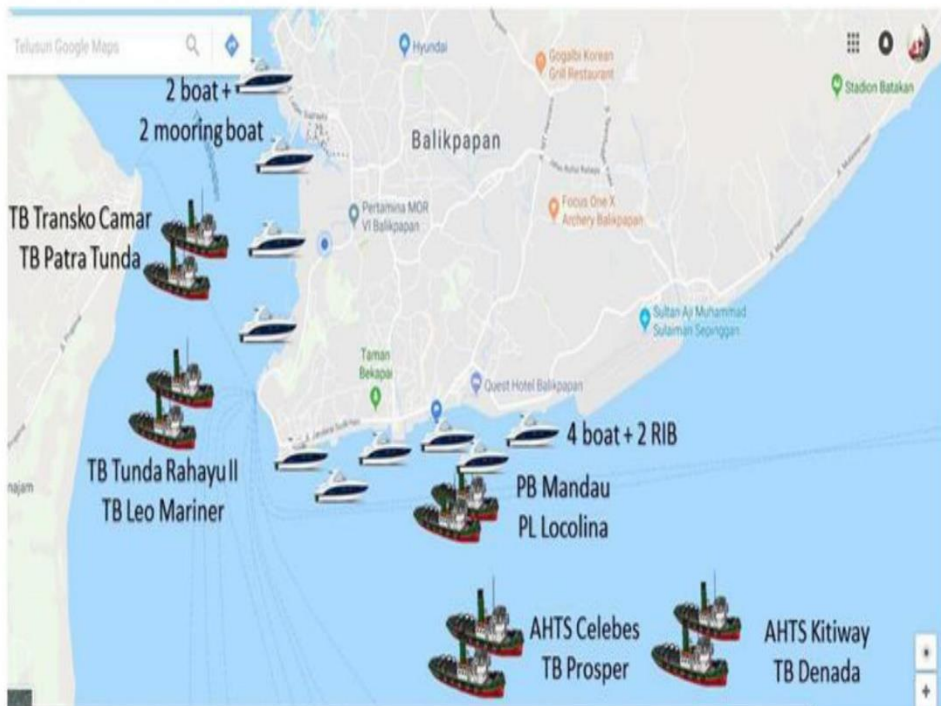 Telusuri Google Maps
Hyundai
Gogalbi Korean
Grill Restaurant
Stadion Batakan
2 boat +
2 mooring boat
Balikpapan
TB Transko Camar
TB Patra Tunda
Pertamina MOR
VI Balikpapan
Focus One X
Archery Balikpapan
Sultan Aji Muhammad
Sulaiman Sepinggan
Taman
Bekapai
Quest Hotel Balikpapan
4 boat + 2 RIB
TB Tunda Rahayu II
TB Leo Mariner
najam
PB Mandau
PL Locolina
AHTS Celebes
TB Prosper
AHTS Kitiway
TB Denada